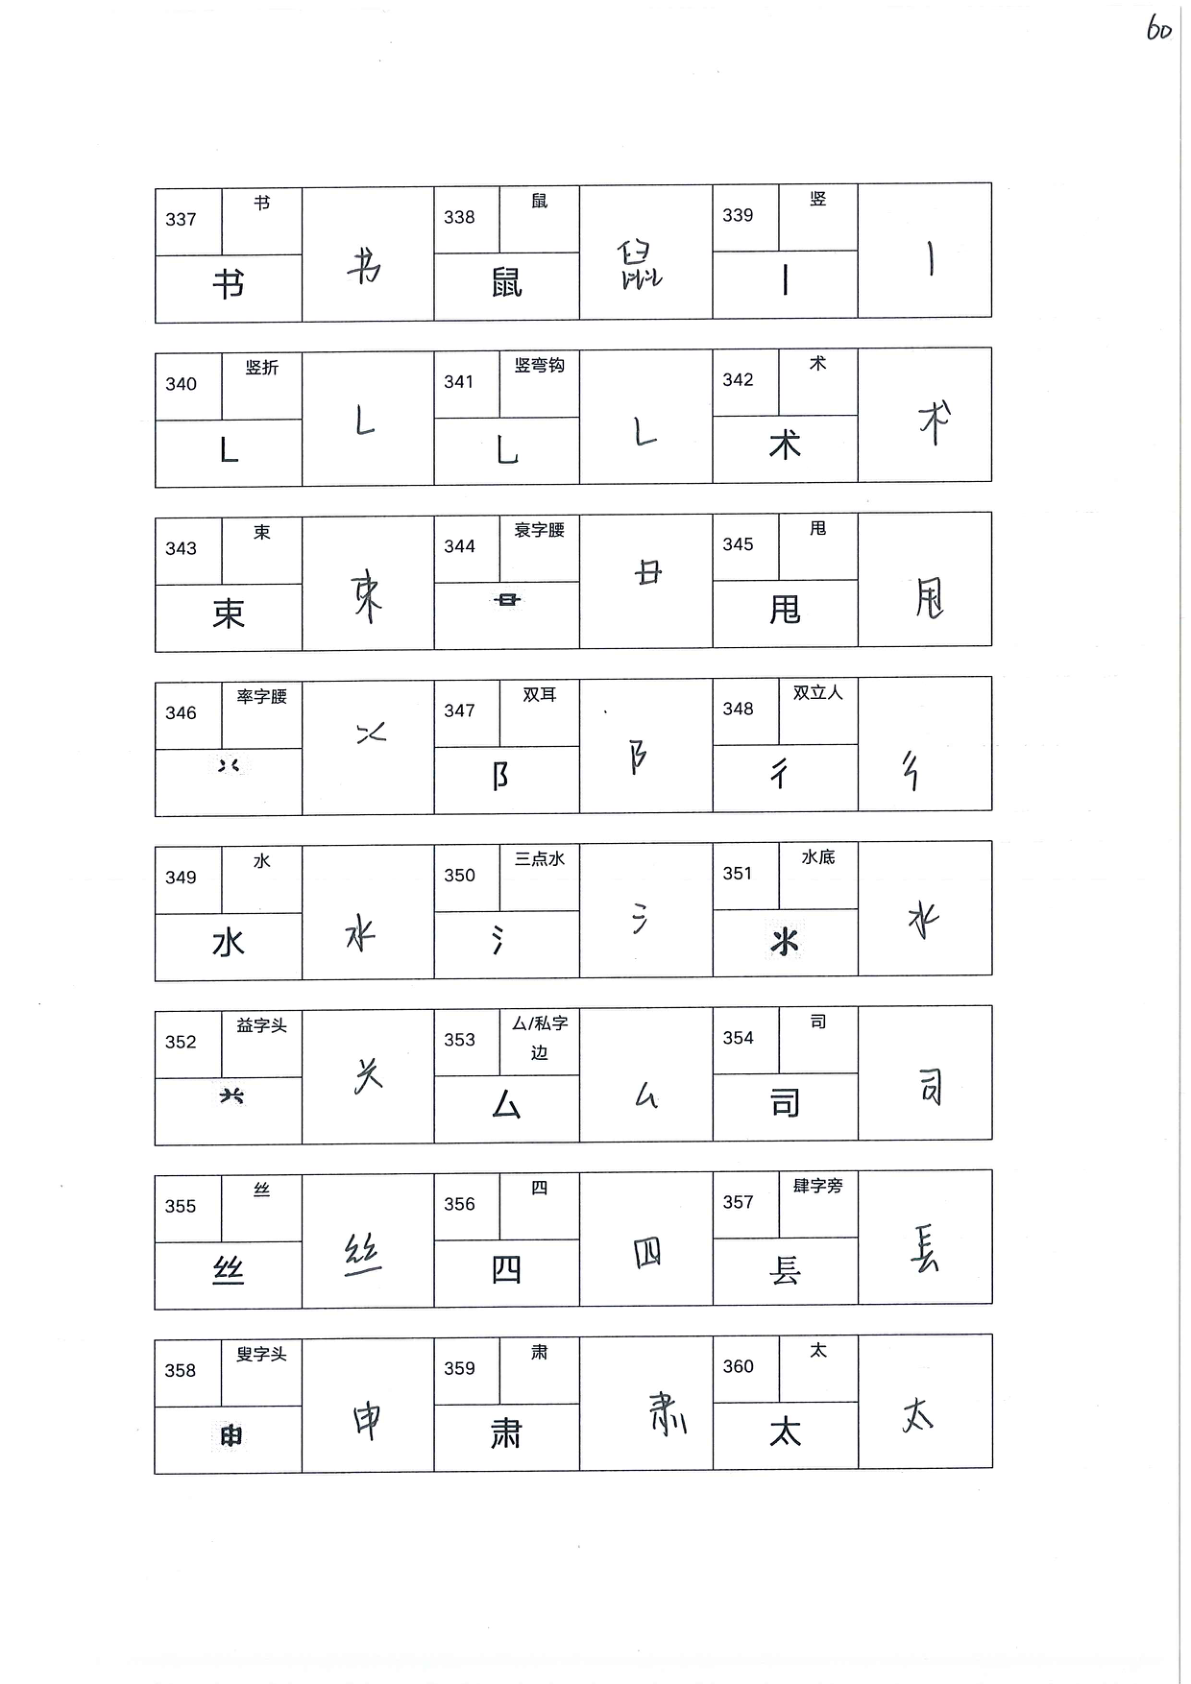 60
337 书 书 书
338 鼠 鼠 鼠
339 竖 丨 丨
340 竖折 𠃊 𠃊
341 竖弯钩 乚 乚
342 术 术 术
343 束 束 束
344 衰字腰
345 甩 甩 甩
346 率字腰
347 双耳 阝 阝
348 双立人 彳 彳
349 水 水 水
350 三点水 氵 氵
351 水底 氺 氺
352 益字头
353 厶/私字边 厶 厶
354 司 司 司
355 丝 丝 丝
356 四 四 四
357 肆字旁 镸 镸
358 叟字头 申
359 肃 肃 肃
360 太 太 太